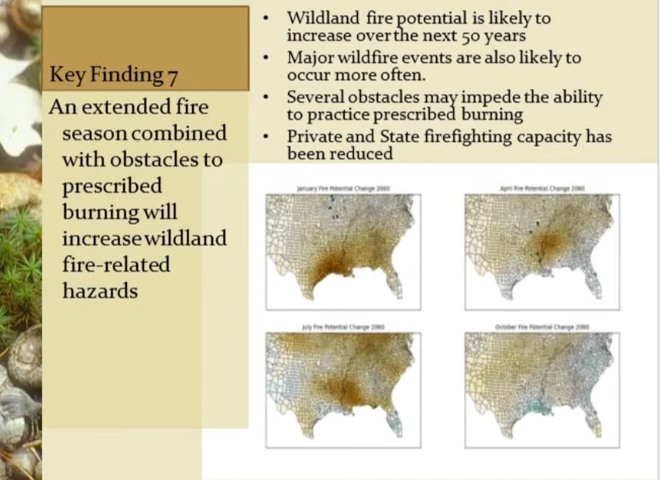 Key Finding 7
An extended fire
season combined
with obstacles to
prescribed
burning will
increase wildland
fire-related
hazards
• Wildland fire potential is likely to
increase over the next 50 years
• Major wildfire events are also likely to
occur more often.
• Several obstacles may impede the ability
to practice prescribed burning
• Private and State firefighting capacity has
been reduced
January Fire Potential Change 2060
April Fire Potential Change 2060
July Fire Potential Change 2060
October Fire Potential Change 2060